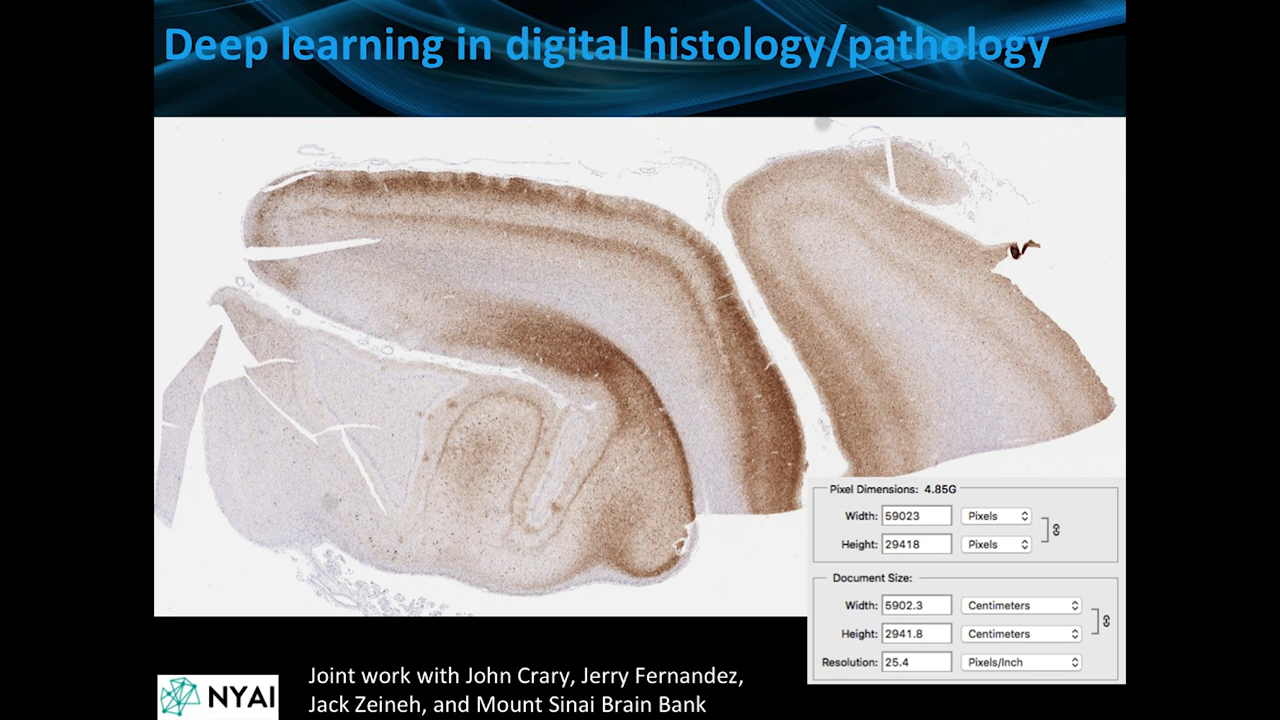 Deep learning in digital histology/pathology
Pixel Dimensions: 4.85G
Width: 59023 Pixels
Height: 29418 Pixels
Document Size:
Width: 5902.3 Centimeters
Height: 2941.8 Centimeters
Resolution: 25.4 Pixels/Inch
Joint work with John Crary, Jerry Fernandez,
Jack Zeineh, and Mount Sinai Brain Bank
NYAI